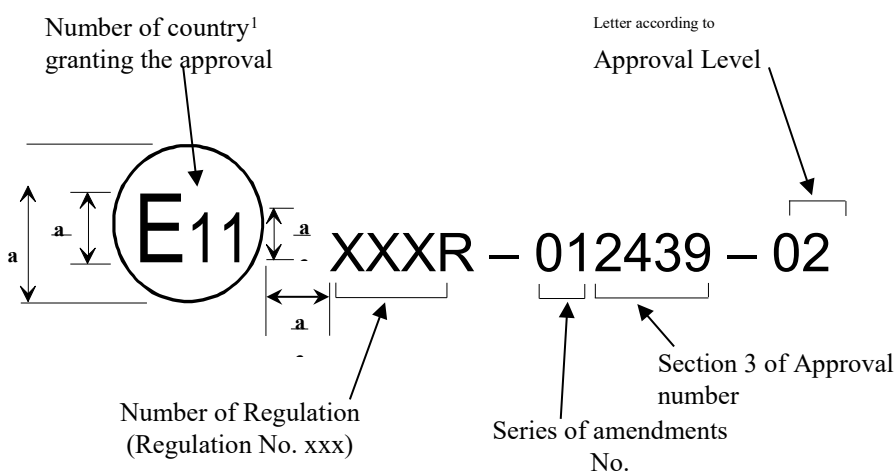 Number of country1
granting the approval
Letter according to
Approval Level
a
a
E11
a
XXXR – 012439 – 02
a
Section 3 of Approval
number
Number of Regulation
(Regulation No. xxx)
Series of amendments
No.